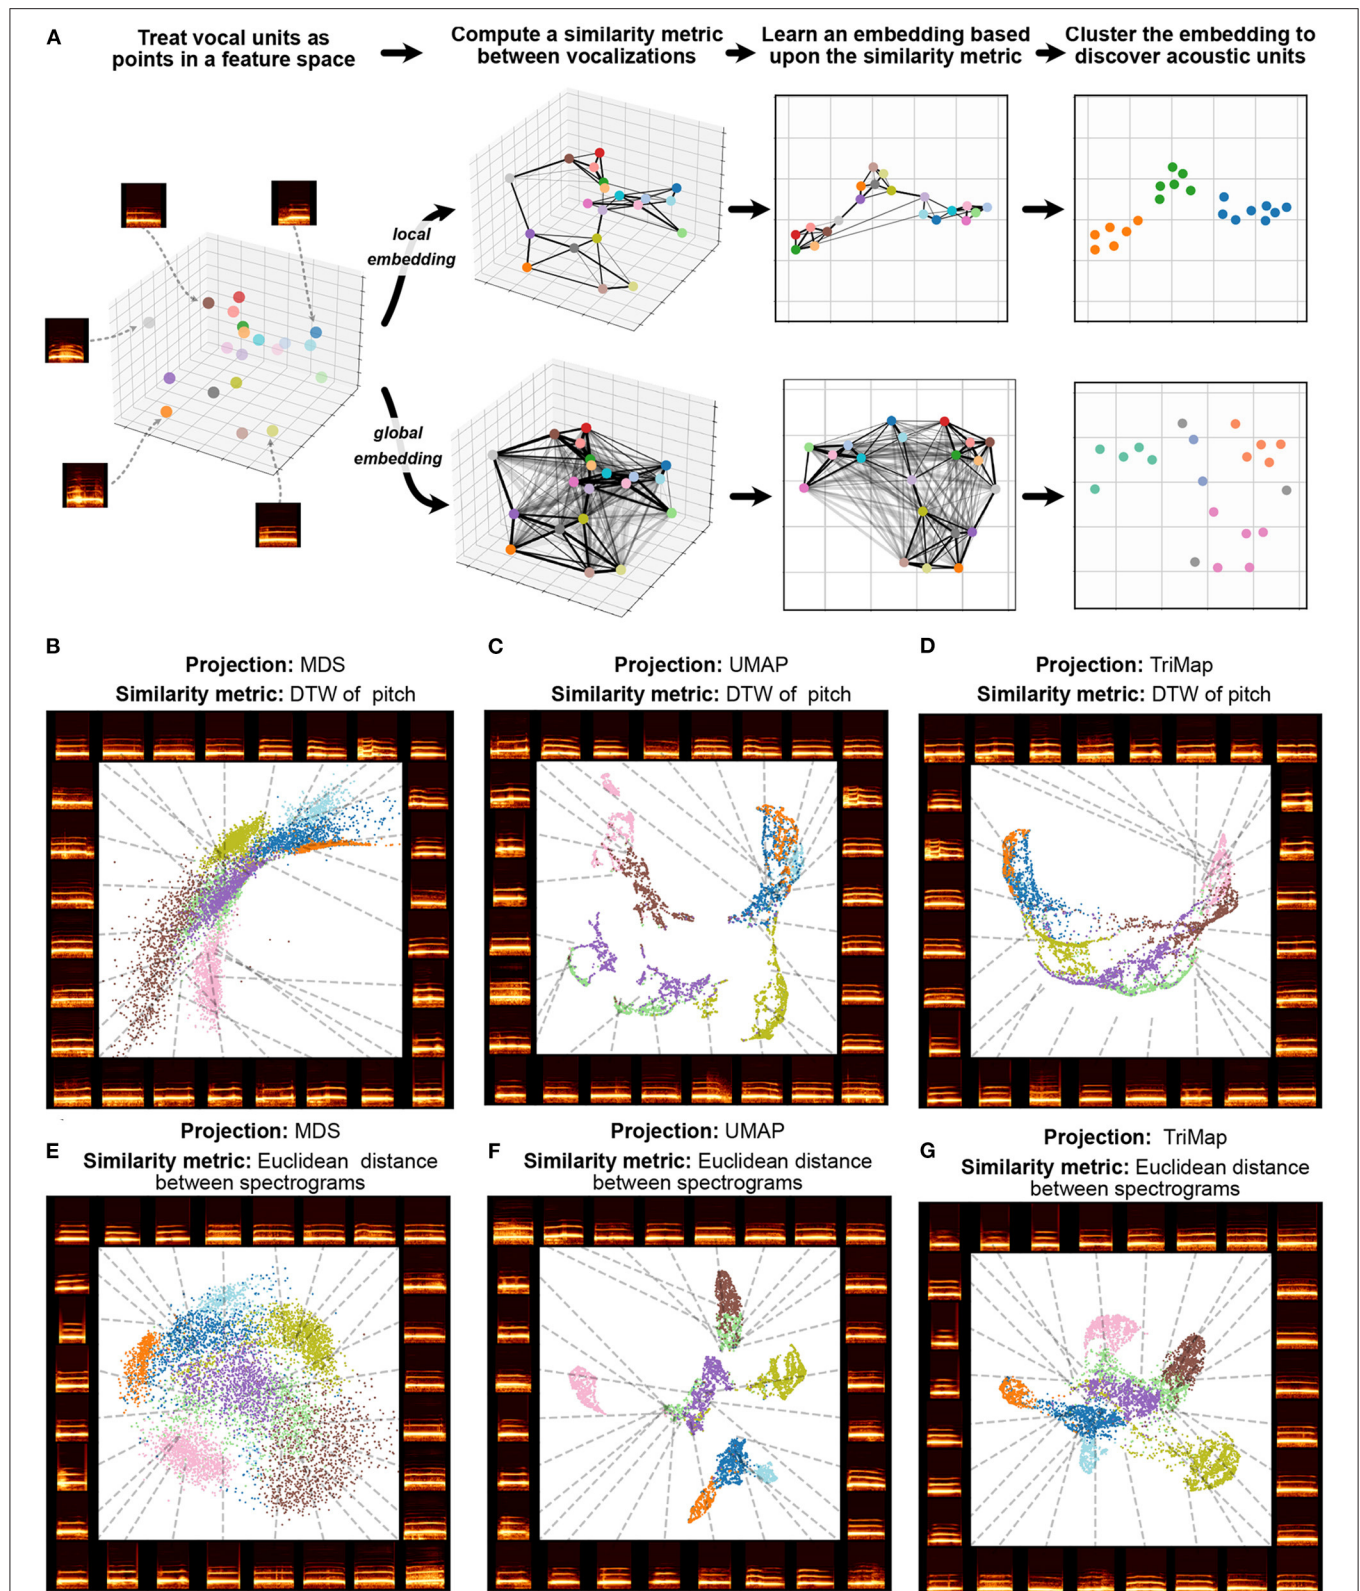 A
Treat vocal units as
points in a feature space
Compute a similarity metric
between vocalizations
Learn an embedding based
upon the similarity metric
Cluster the embedding to
discover acoustic units
local
embedding
global
embedding
B
Projection: MDS
Similarity metric: DTW of pitch
C
Projection: UMAP
Similarity metric: DTW of pitch
D
Projection: TriMap
Similarity metric: DTW of pitch
E
Projection: MDS
Similarity metric: Euclidean distance
between spectrograms
F
Projection: UMAP
Similarity metric: Euclidean distance
between spectrograms
G
Projection: TriMap
Similarity metric: Euclidean distance
between spectrograms